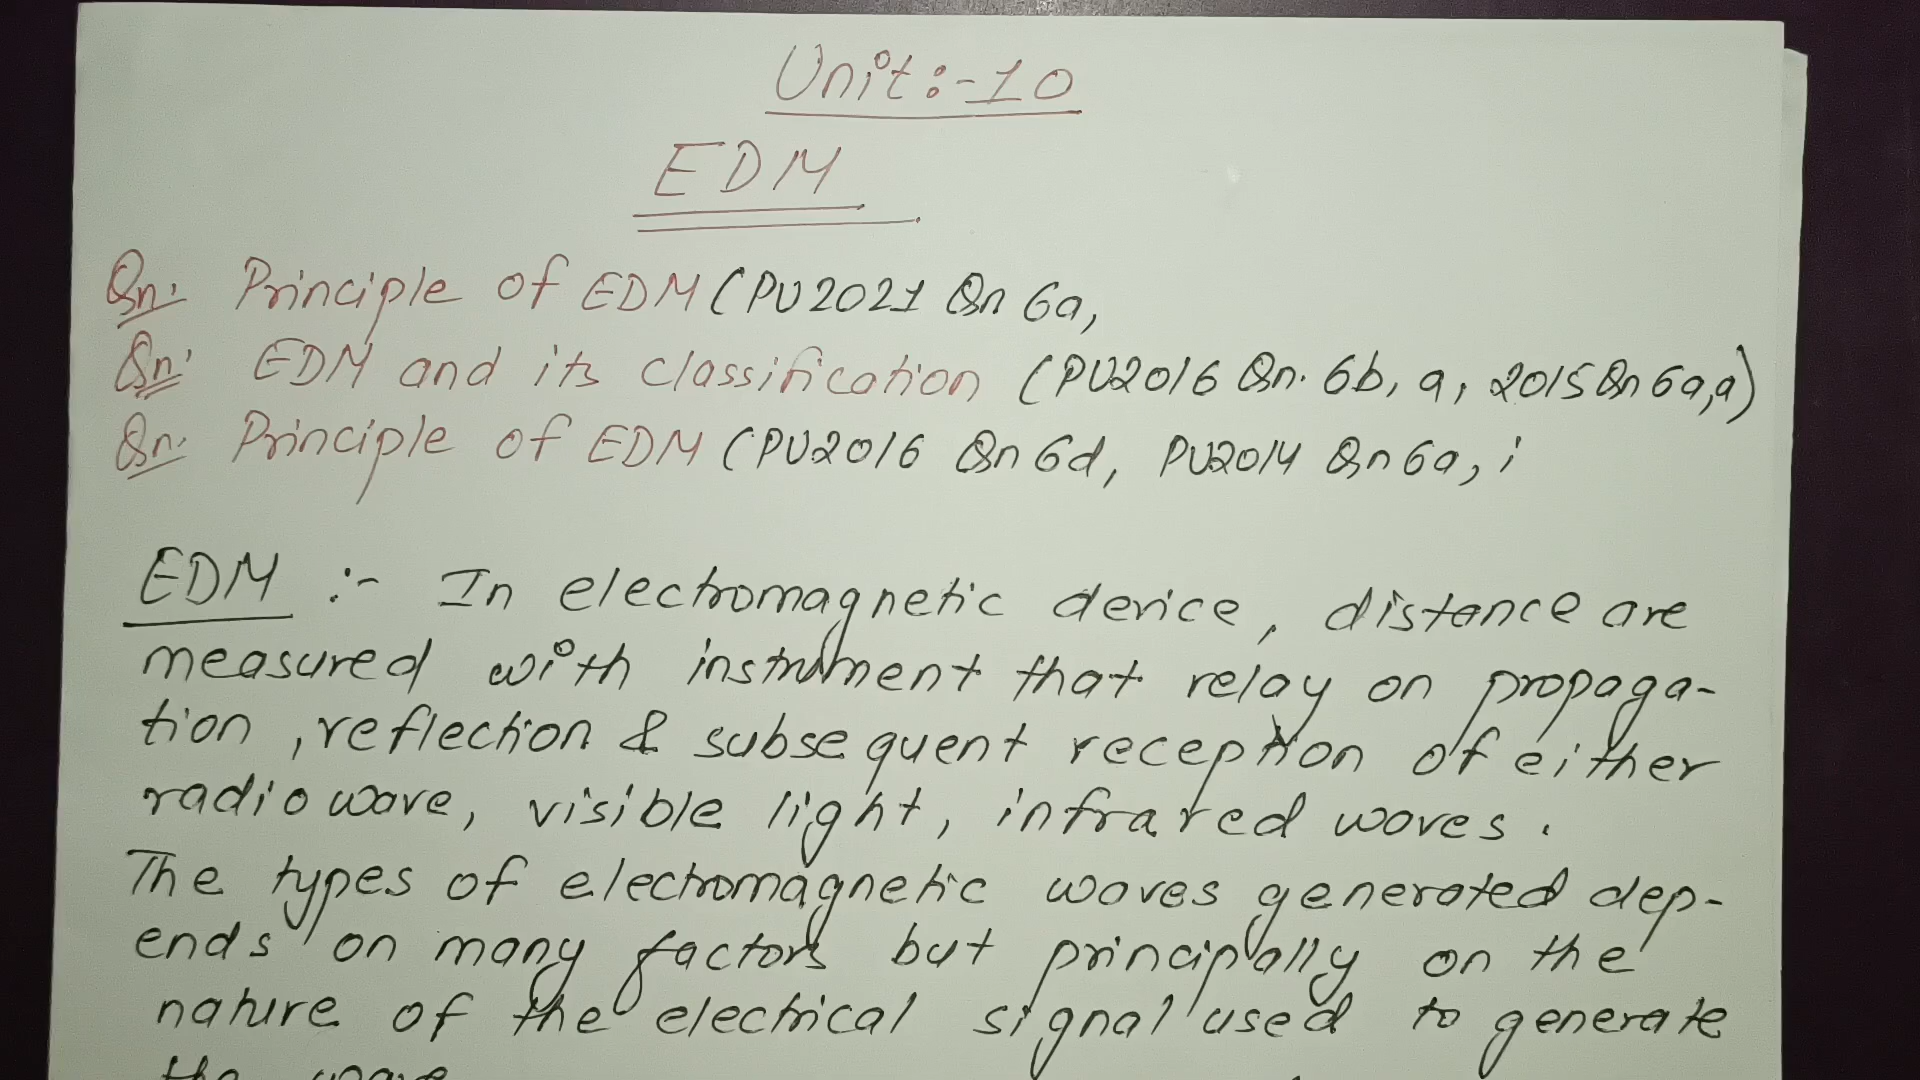 Unit:-10
EDM
Qn. Principle of EDM (PU2021 Qn 6a,
Qn. EDM and its classification (PU2016 Qn. 6b, a, 2015 Qn 6a,a)
Qn. Principle of EDM (PU2016 Qn 6d, PU2014 Qn 6a, i
EDM :- In electromagnetic device, distance are
measured with instrument that relay on propaga-
tion, reflection & subsequent reception of either
radio wave, visible light, infrared waves.
The types of electromagnetic waves generated dep-
ends on many factors but principally on the
nature of the electrical signal used to generate
the wave